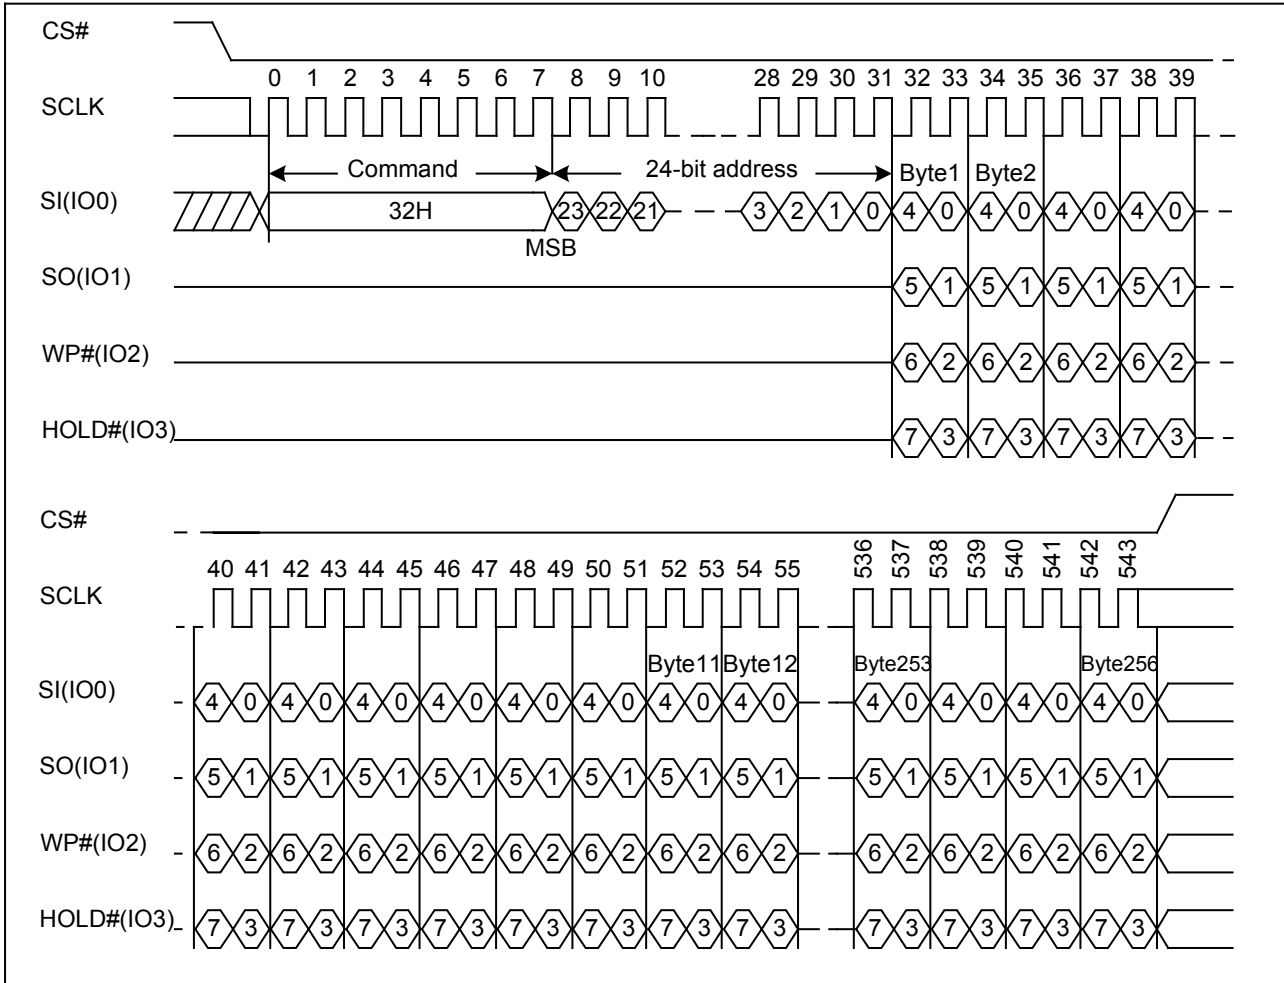 CS#
0 1 2 3 4 5 6 7 8 9 10 28 29 30 31 32 33 34 35 36 37 38 39
SCLK
Command 24-bit address Byte1 Byte2
SI(IO0) 32H 23 22 21 3 2 1 0 4 0 4 0 4 0 4 0
MSB
SO(IO1) 5 1 5 1 5 1 5 1
WP#(IO2) 6 2 6 2 6 2 6 2
HOLD#(IO3) 7 3 7 3 7 3 7 3
CS#
40 41 42 43 44 45 46 47 48 49 50 51 52 53 54 55 536 537 538 539 540 541 542 543
SCLK
Byte11 Byte12 Byte253 Byte256
SI(IO0) 4 0 4 0 4 0 4 0 4 0 4 0 4 0 4 0 4 0 4 0 4 0 4 0
SO(IO1) 5 1 5 1 5 1 5 1 5 1 5 1 5 1 5 1 5 1 5 1 5 1 5 1
WP#(IO2) 6 2 6 2 6 2 6 2 6 2 6 2 6 2 6 2 6 2 6 2 6 2 6 2
HOLD#(IO3) 7 3 7 3 7 3 7 3 7 3 7 3 7 3 7 3 7 3 7 3 7 3 7 3